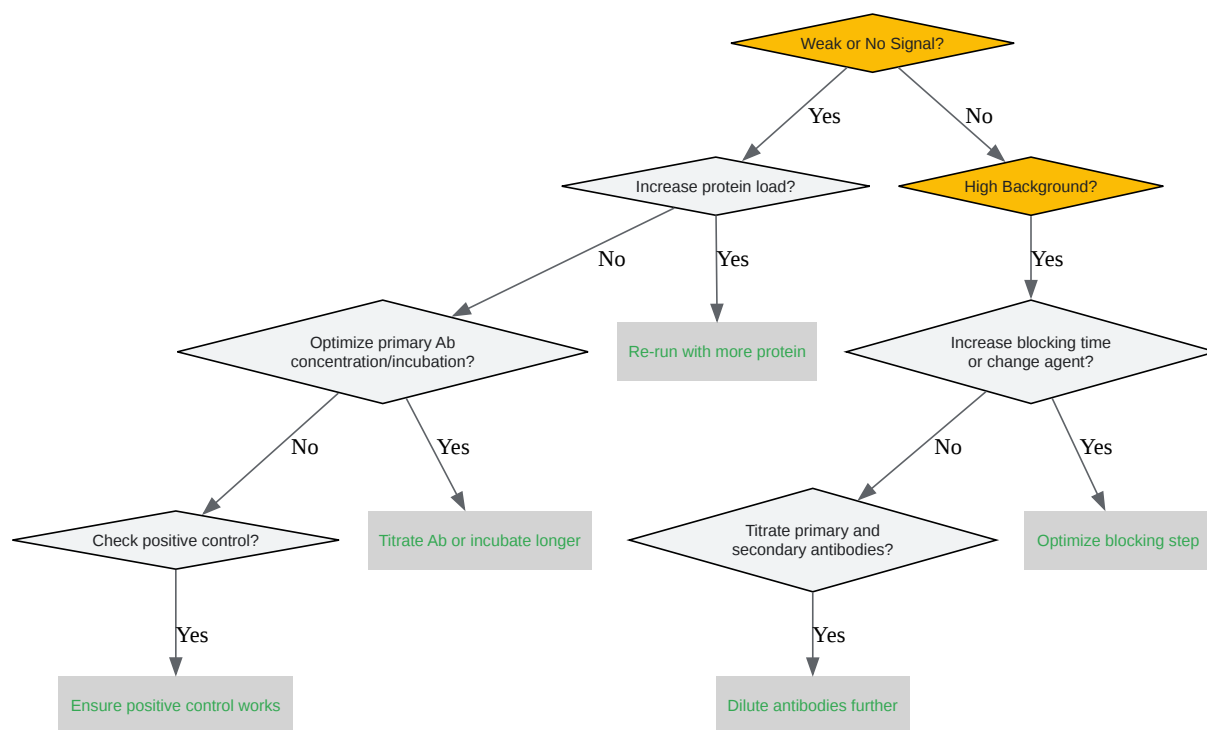 Weak or No Signal?
Yes
No
Increase protein load?
High Background?
No
Yes
Yes
Optimize primary Ab
concentration/incubation?
Re-run with more protein
Increase blocking time
or change agent?
No
Yes
No
Yes
Check positive control?
Titrate Ab or incubate longer
Titrate primary and
secondary antibodies?
Optimize blocking step
Yes
Yes
Ensure positive control works
Dilute antibodies further